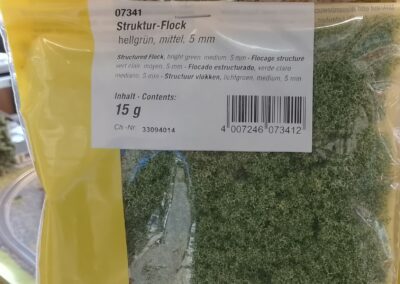 07341
Struktur-Flock
hellgrün, mittel, 5 mm
Structured Flock, bright green, medium, 5 mm - Flocage structure
vert clair, moyen, 5 mm - Flocado estructurado, verde claro
mediano, 5 mm - Structuur vlokken, lichtgroen, medium, 5 mm
Inhalt - Contents:
15 g
Ch.-Nr. 33094014
4 007246 073412